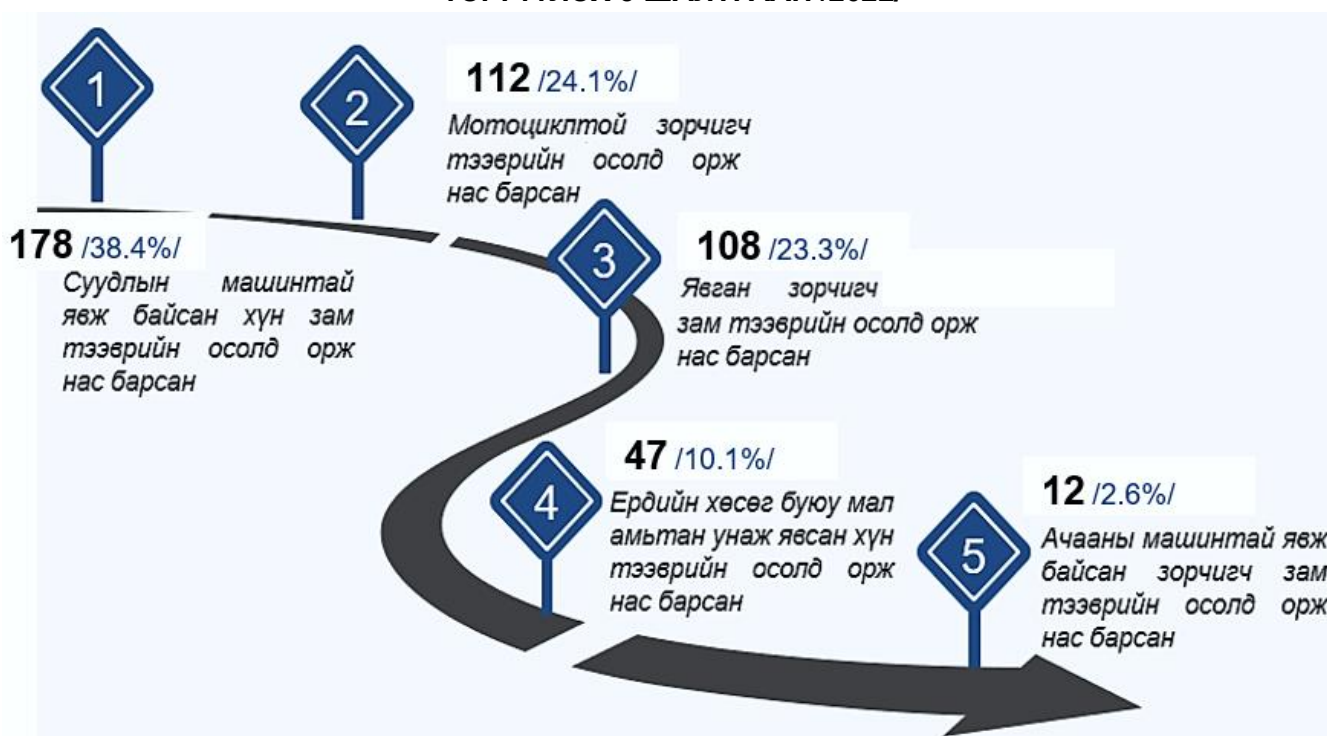 1
178 /38.4%/
Суудлын машинтай
явж байсан хүн зам
тээврийн осолд орж
нас барсан
2
112 /24.1%/
Мотоциклтой зорчигч
тээврийн осолд орж
нас барсан
3
108 /23.3%/
Явган зорчигч
зам тээврийн осолд орж
нас барсан
4
47 /10.1%/
Ердийн хөсөг буюу мал
амьтан унаж явсан хүн
тээврийн осолд орж
нас барсан
5
12 /2.6%/
Ачааны машинтай явж
байсан зорчигч зам
тээврийн осолд орж
нас барсан